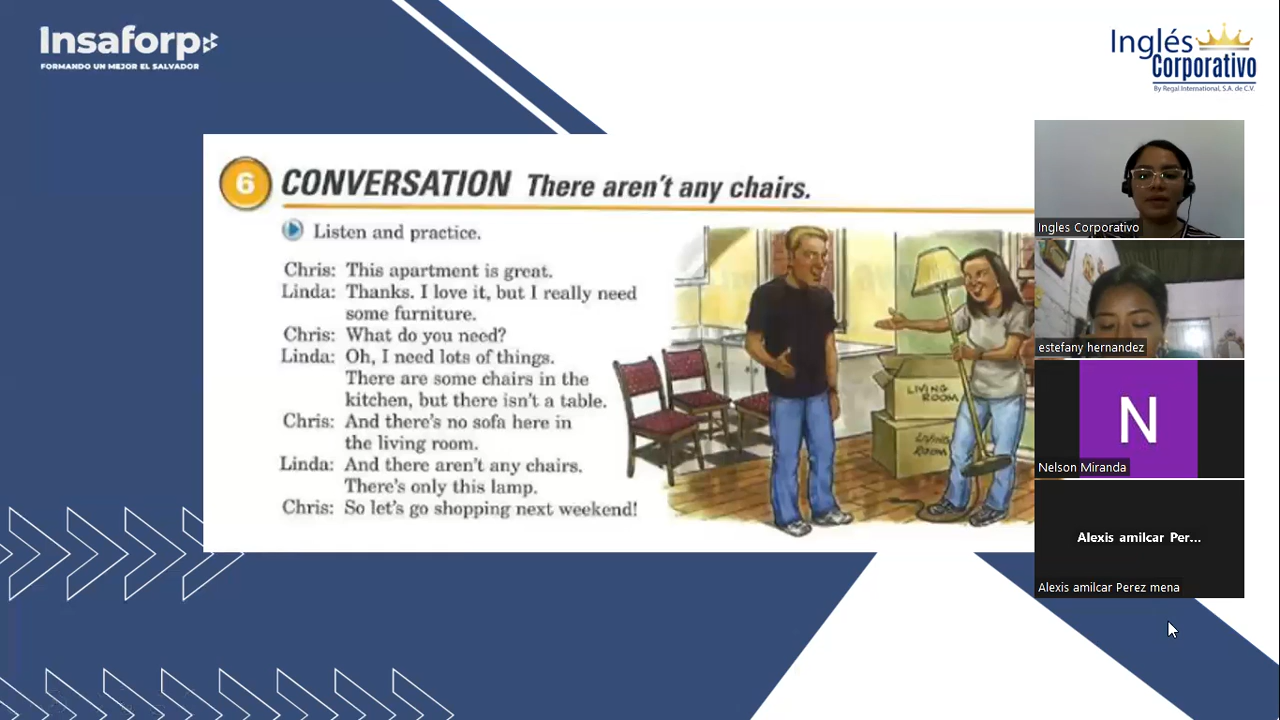 Insaforp
FORMANDO UN MEJOR EL SALVADOR
Inglés
Corporativo
By Regal International, S.A. de C.V.
6 CONVERSATION There aren't any chairs.
Listen and practice.
Chris: This apartment is great.
Linda: Thanks. I love it, but I really need
some furniture.
Chris: What do you need?
Linda: Oh, I need lots of things.
There are some chairs in the
kitchen, but there isn't a table.
Chris: And there's no sofa here in
the living room.
Linda: And there aren't any chairs.
There's only this lamp.
Chris: So let's go shopping next weekend!
LIVING
ROOM
LIVING
ROOM
Ingles Corporativo
estefany hernandez
N
Nelson Miranda
Alexis amilcar Per...
Alexis amilcar Perez mena